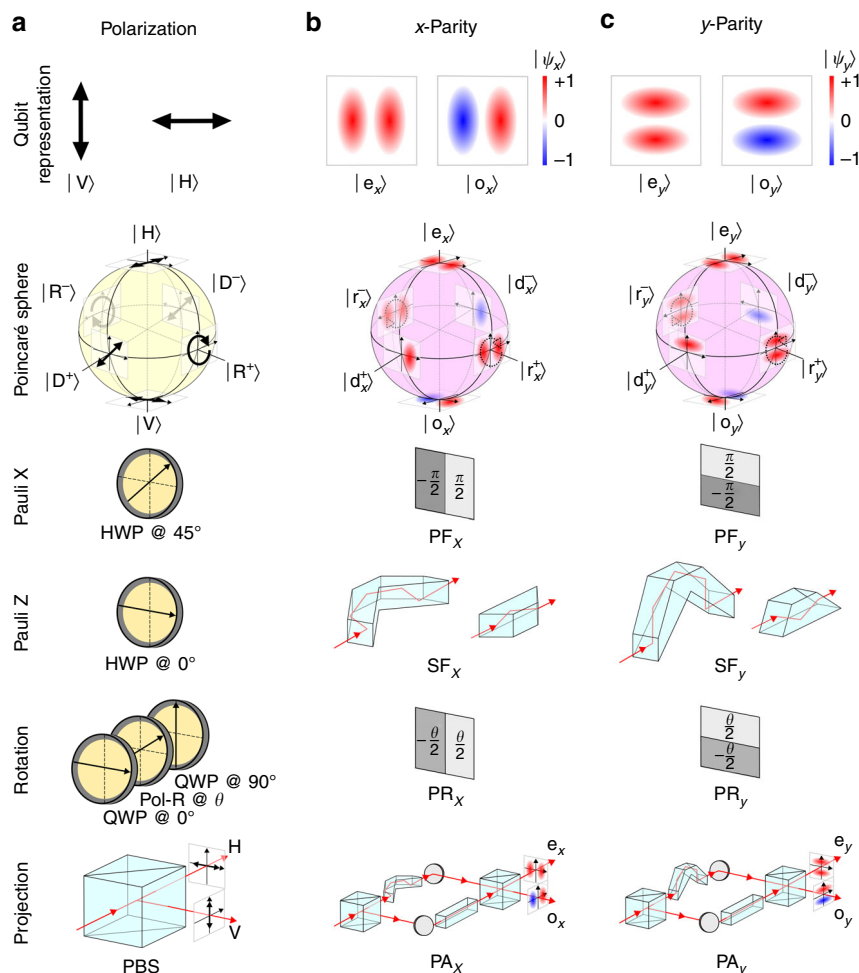 a Polarization b x-Parity c y-Parity
Qubit representation
| V⟩ | H⟩
|ψx⟩ +1 0 −1
| ex⟩ | ox⟩
|ψy⟩ +1 0 −1
| ey⟩ | oy⟩
Poincaré sphere
| H⟩ | R−⟩ | D−⟩ | D+⟩ | R+⟩ | V⟩
| ex⟩ | rx−⟩ | dx−⟩ | dx+⟩ | rx+⟩ | ox⟩
| ey⟩ | ry−⟩ | dy−⟩ | dy+⟩ | ry+⟩ | oy⟩
Pauli X
HWP @ 45°
−π/2 π/2
PFX
π/2
−π/2
PFy
Pauli Z
HWP @ 0°
SFX
SFy
Rotation
QWP @ 90°
Pol-R @ θ
QWP @ 0°
−θ/2 θ/2
PRX
θ/2
−θ/2
PRy
Projection
H
V
PBS
ex
ox
PAX
ey
oy
PAy